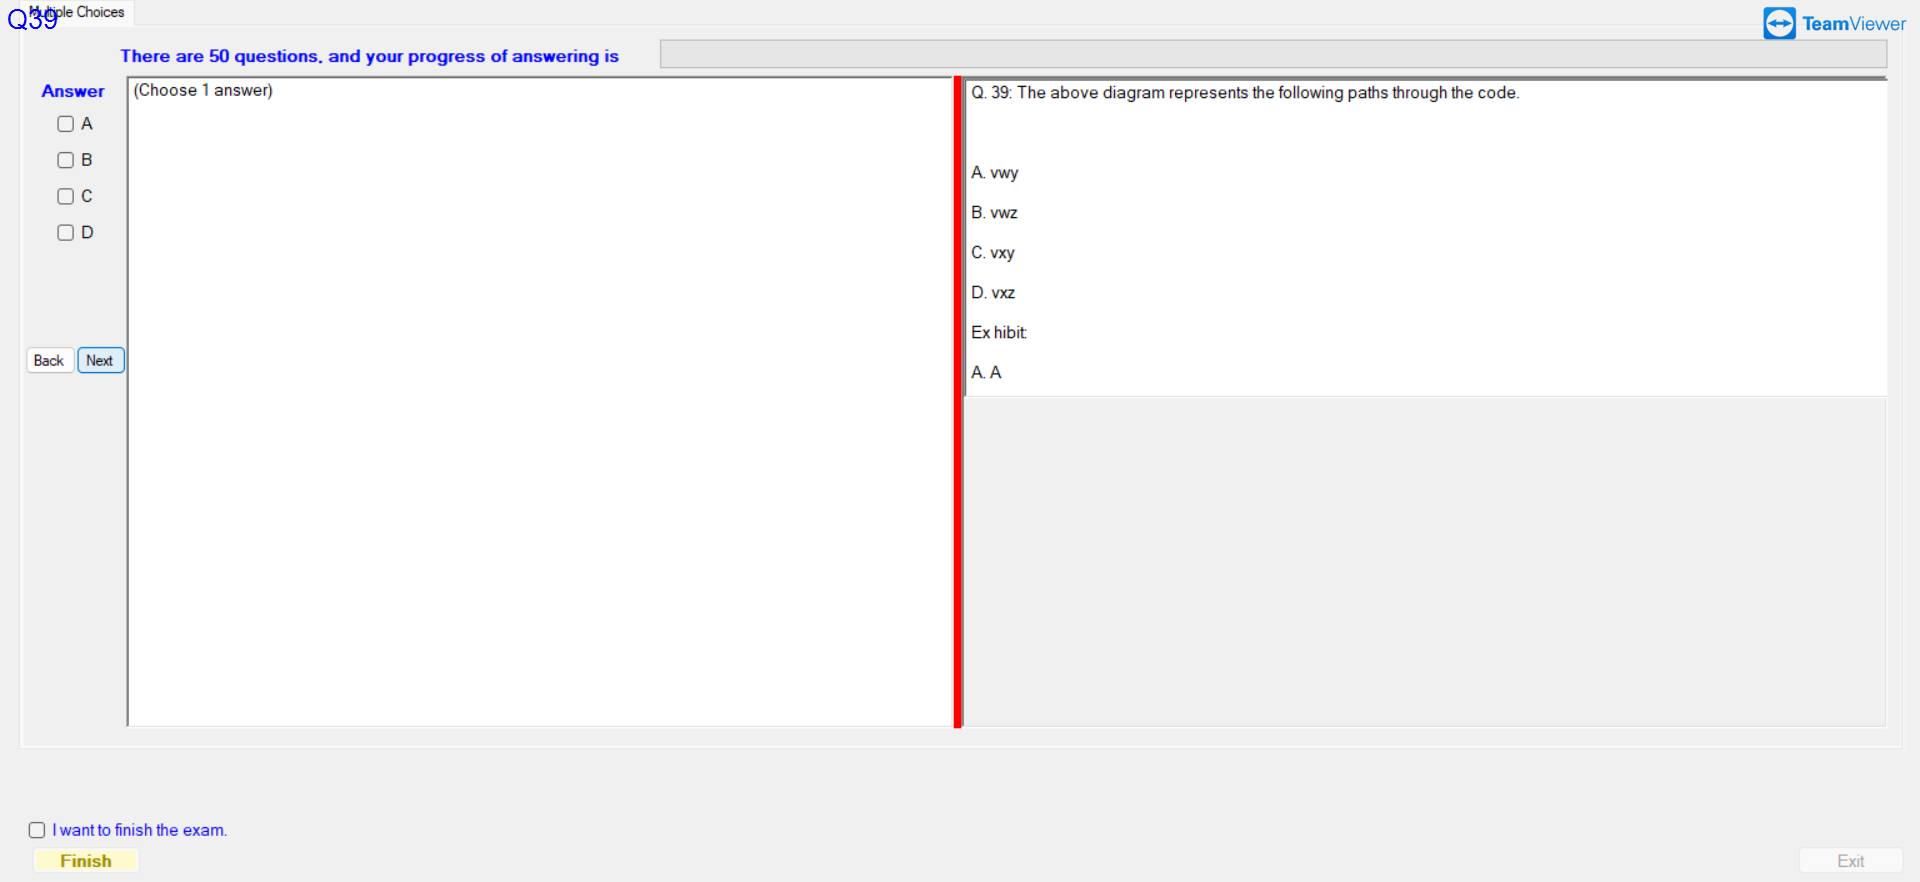 Multiple Choices
Q39
TeamViewer
There are 50 questions, and your progress of answering is
Answer
(Choose 1 answer)
A
B
C
D
Back
Next
Q. 39: The above diagram represents the following paths through the code.
A. vwy
B. vwz
C. vxy
D. vxz
Ex hibit:
A. A
I want to finish the exam.
Finish
Exit